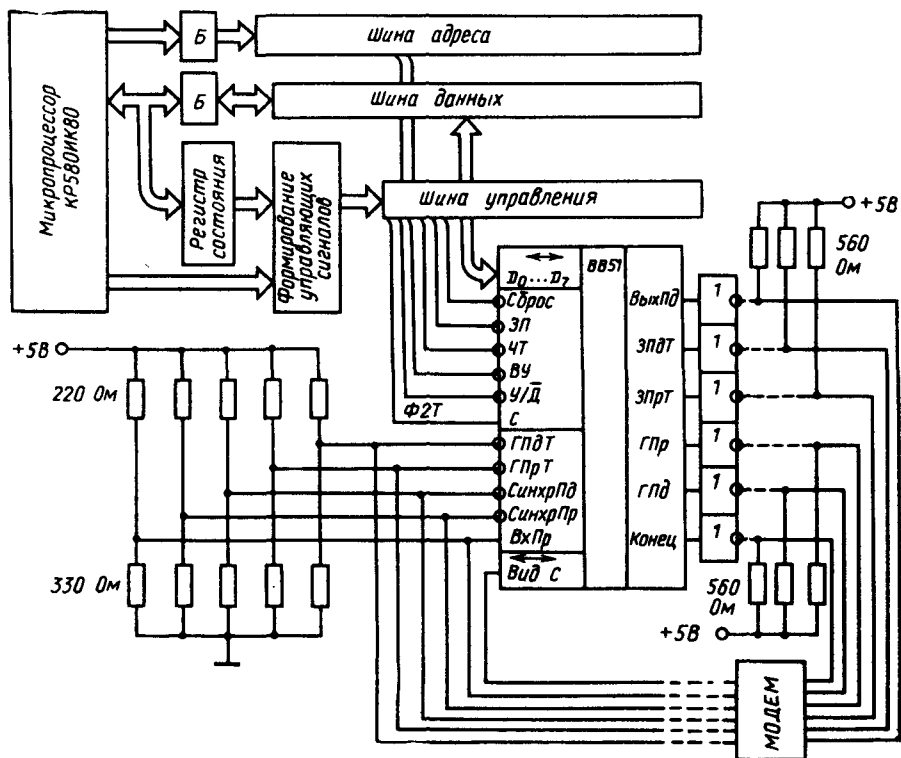 Микропроцессор
КР580ИК80
Б
Шина адреса
Б
Шина данных
Регистр
состояния
Формирование
управляющих
сигналов
Шина управления
+5В
560
Ом
D0...D7
ВВ51
Сброс
ЗП
ЧТ
ВУ
У/Д̅
С
Ф2Т
ГПдТ
ГПрТ
СинхрПд
СинхрПр
ВхПр
Вид С
ВыхПд
ЗПдТ
ЗПрТ
ГПр
ГПд
Конец
1
1
1
1
1
1
+5В
220 Ом
330 Ом
560
Ом
+5В
МОДЕМ